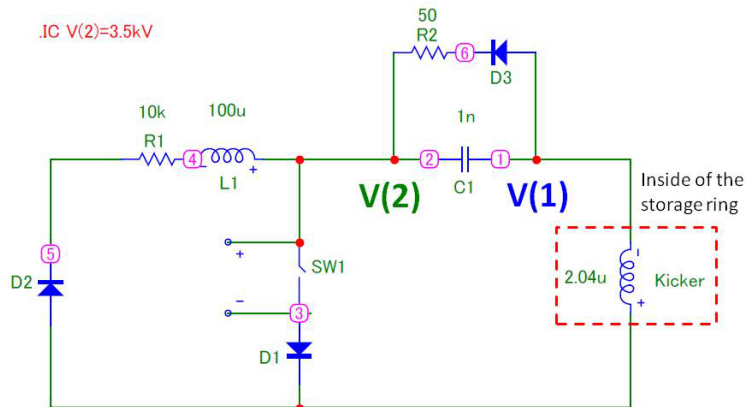 .IC V(2)=3.5kV
50
R2
6
D3
10k
100u
1n
R1
4
L1
+
2
1
C1
V(2)
V(1)
Inside of the
storage ring
5
D2
+
SW1
–
3
D1
2.04u
–
Kicker
+